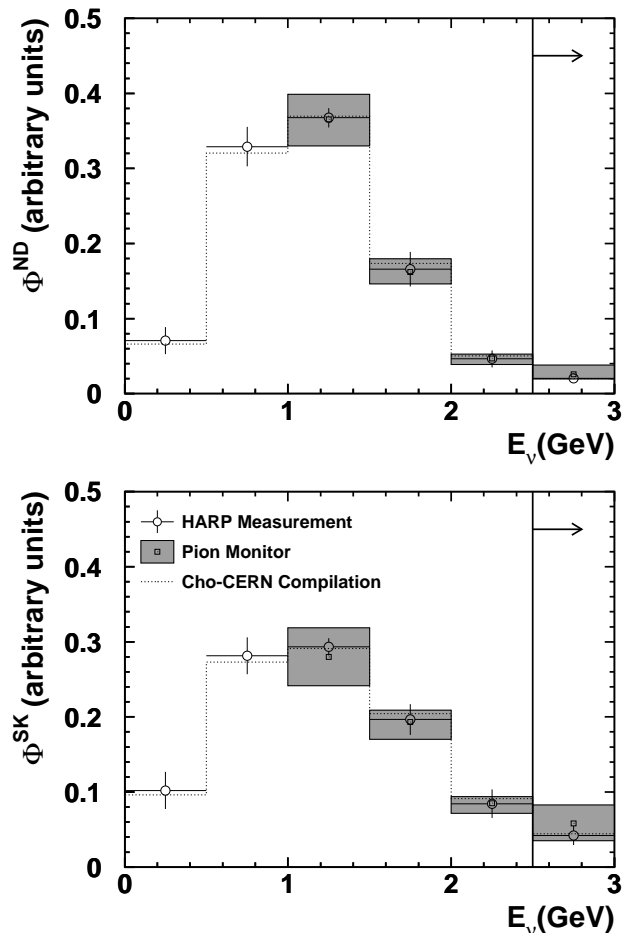 0.5
0.4
0.3
0.2
0.1
0
Φ^ND (arbitrary units)
0 1 2 3
E_ν(GeV)
0.5
0.4
0.3
0.2
0.1
0
Φ^SK (arbitrary units)
HARP Measurement
Pion Monitor
Cho-CERN Compilation
0 1 2 3
E_ν(GeV)